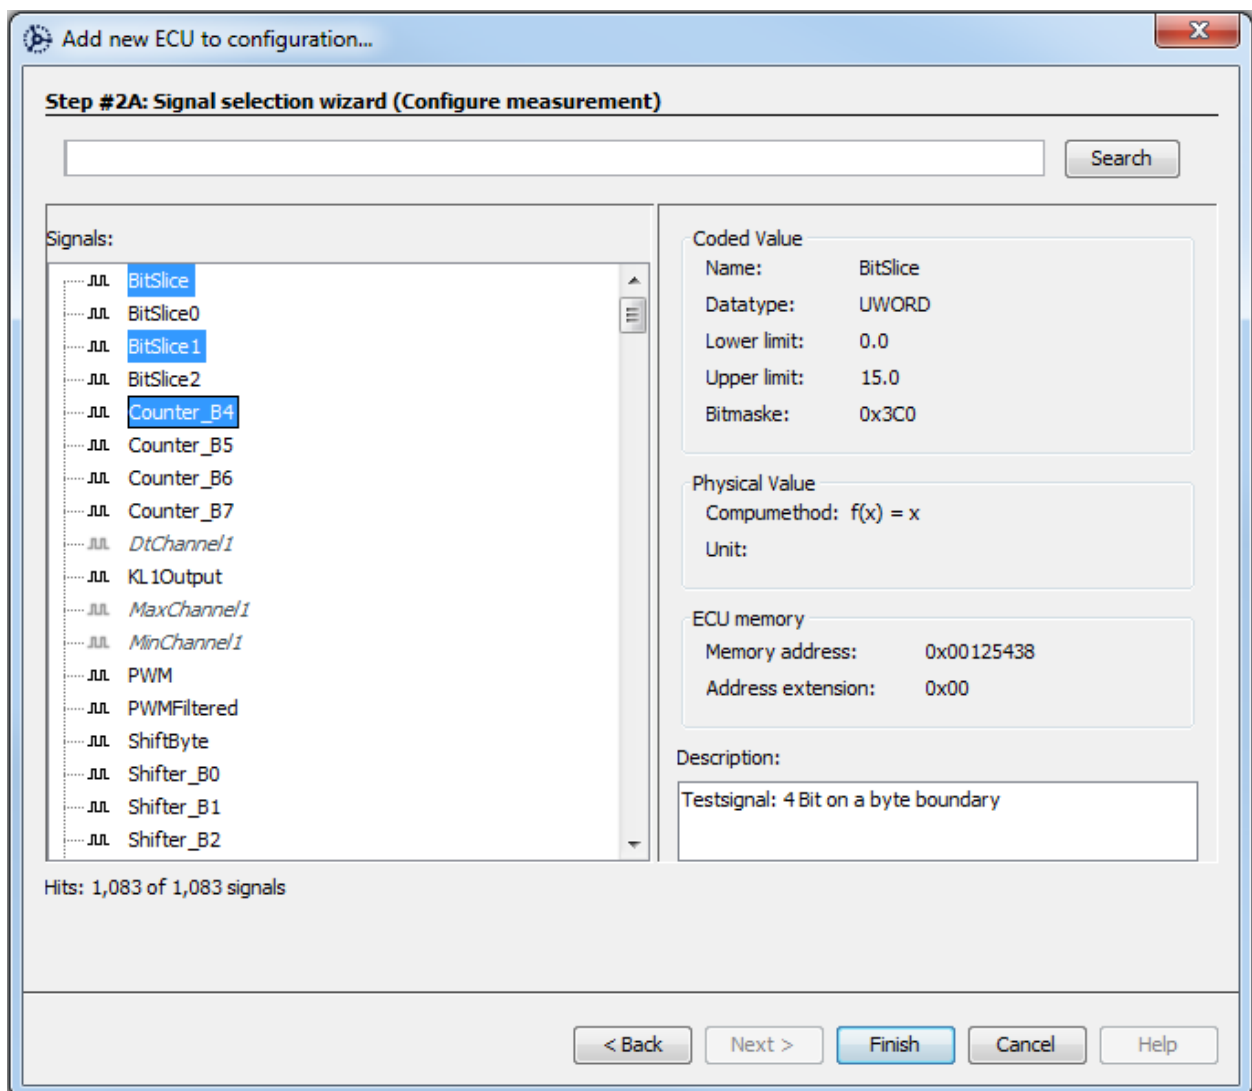 Add new ECU to configuration...
Step #2A: Signal selection wizard (Configure measurement)
Search
Signals:
BitSlice
BitSlice0
BitSlice1
BitSlice2
Counter_B4
Counter_B5
Counter_B6
Counter_B7
DtChannel1
KL1Output
MaxChannel1
MinChannel1
PWM
PWMFiltered
ShiftByte
Shifter_B0
Shifter_B1
Shifter_B2
Hits: 1,083 of 1,083 signals
Coded Value
Name: BitSlice
Datatype: UWORD
Lower limit: 0.0
Upper limit: 15.0
Bitmaske: 0x3C0
Physical Value
Compumethod: f(x) = x
Unit:
ECU memory
Memory address: 0x00125438
Address extension: 0x00
Description:
Testsignal: 4 Bit on a byte boundary
< Back Next > Finish Cancel Help